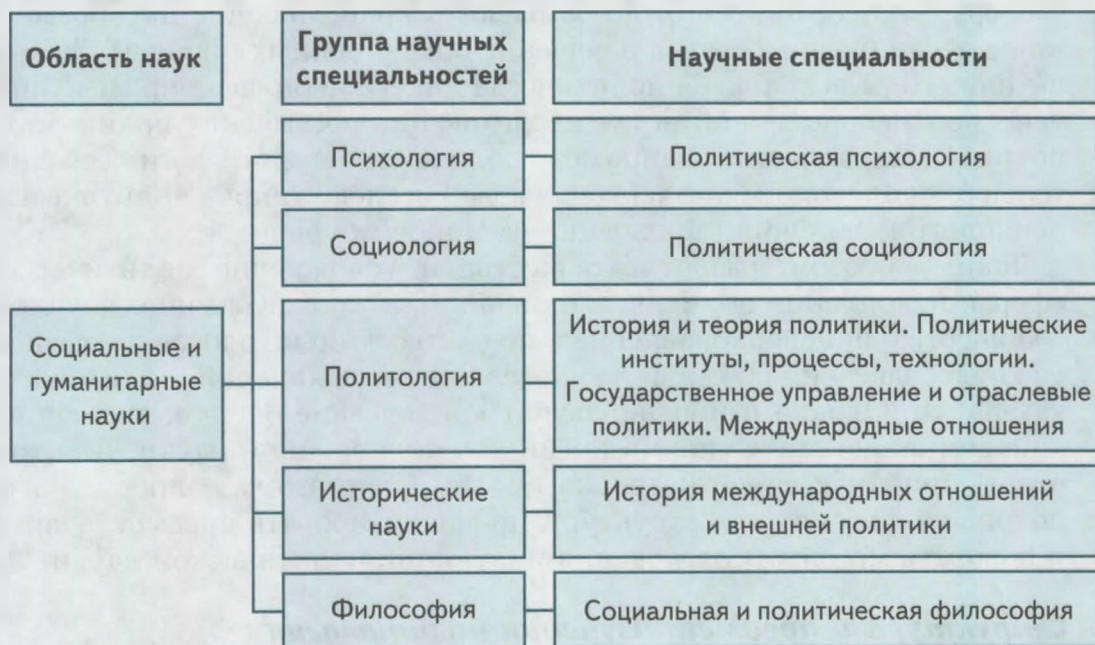 Область наук
Группа научных
специальностей
Научные специальности
Социальные и
гуманитарные
науки
Психология
Политическая психология
Социология
Политическая социология
Политология
История и теория политики. Политические
институты, процессы, технологии.
Государственное управление и отраслевые
политики. Международные отношения
Исторические
науки
История международных отношений
и внешней политики
Философия
Социальная и политическая философия